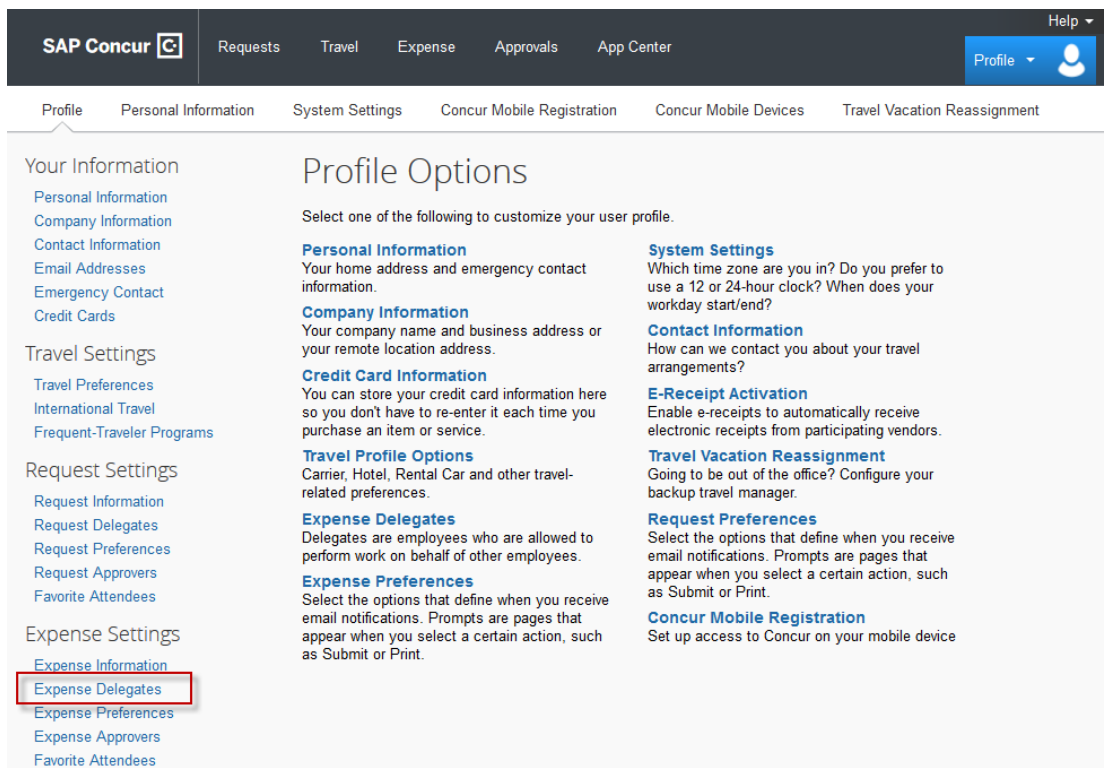 Help
SAP Concur C. Requests Travel Expense Approvals App Center
Profile
Profile Personal Information System Settings Concur Mobile Registration Concur Mobile Devices Travel Vacation Reassignment
Your Information
Personal Information
Company Information
Contact Information
Email Addresses
Emergency Contact
Credit Cards
Travel Settings
Travel Preferences
International Travel
Frequent-Traveler Programs
Request Settings
Request Information
Request Delegates
Request Preferences
Request Approvers
Favorite Attendees
Expense Settings
Expense Information
Expense Delegates
Expense Preferences
Expense Approvers
Favorite Attendees
Profile Options
Select one of the following to customize your user profile.
Personal Information
Your home address and emergency contact
information.
Company Information
Your company name and business address or
your remote location address.
Credit Card Information
You can store your credit card information here
so you don't have to re-enter it each time you
purchase an item or service.
Travel Profile Options
Carrier, Hotel, Rental Car and other travel-
related preferences.
Expense Delegates
Delegates are employees who are allowed to
perform work on behalf of other employees.
Expense Preferences
Select the options that define when you receive
email notifications. Prompts are pages that
appear when you select a certain action, such
as Submit or Print.
System Settings
Which time zone are you in? Do you prefer to
use a 12 or 24-hour clock? When does your
workday start/end?
Contact Information
How can we contact you about your travel
arrangements?
E-Receipt Activation
Enable e-receipts to automatically receive
electronic receipts from participating vendors.
Travel Vacation Reassignment
Going to be out of the office? Configure your
backup travel manager.
Request Preferences
Select the options that define when you receive
email notifications. Prompts are pages that
appear when you select a certain action, such
as Submit or Print.
Concur Mobile Registration
Set up access to Concur on your mobile device